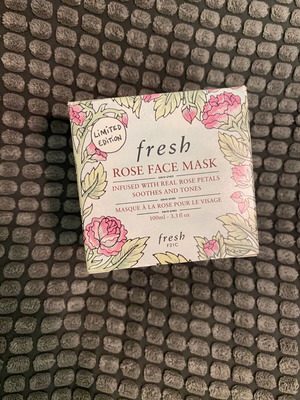 LIMITED
EDITION
fresh
ROSE FACE MASK
INFUSED WITH REAL ROSE PETALS
SOOTHES AND TONES
MASQUE À LA ROSE POUR LE VISAGE
100ml - 3.3 fl oz
fresh